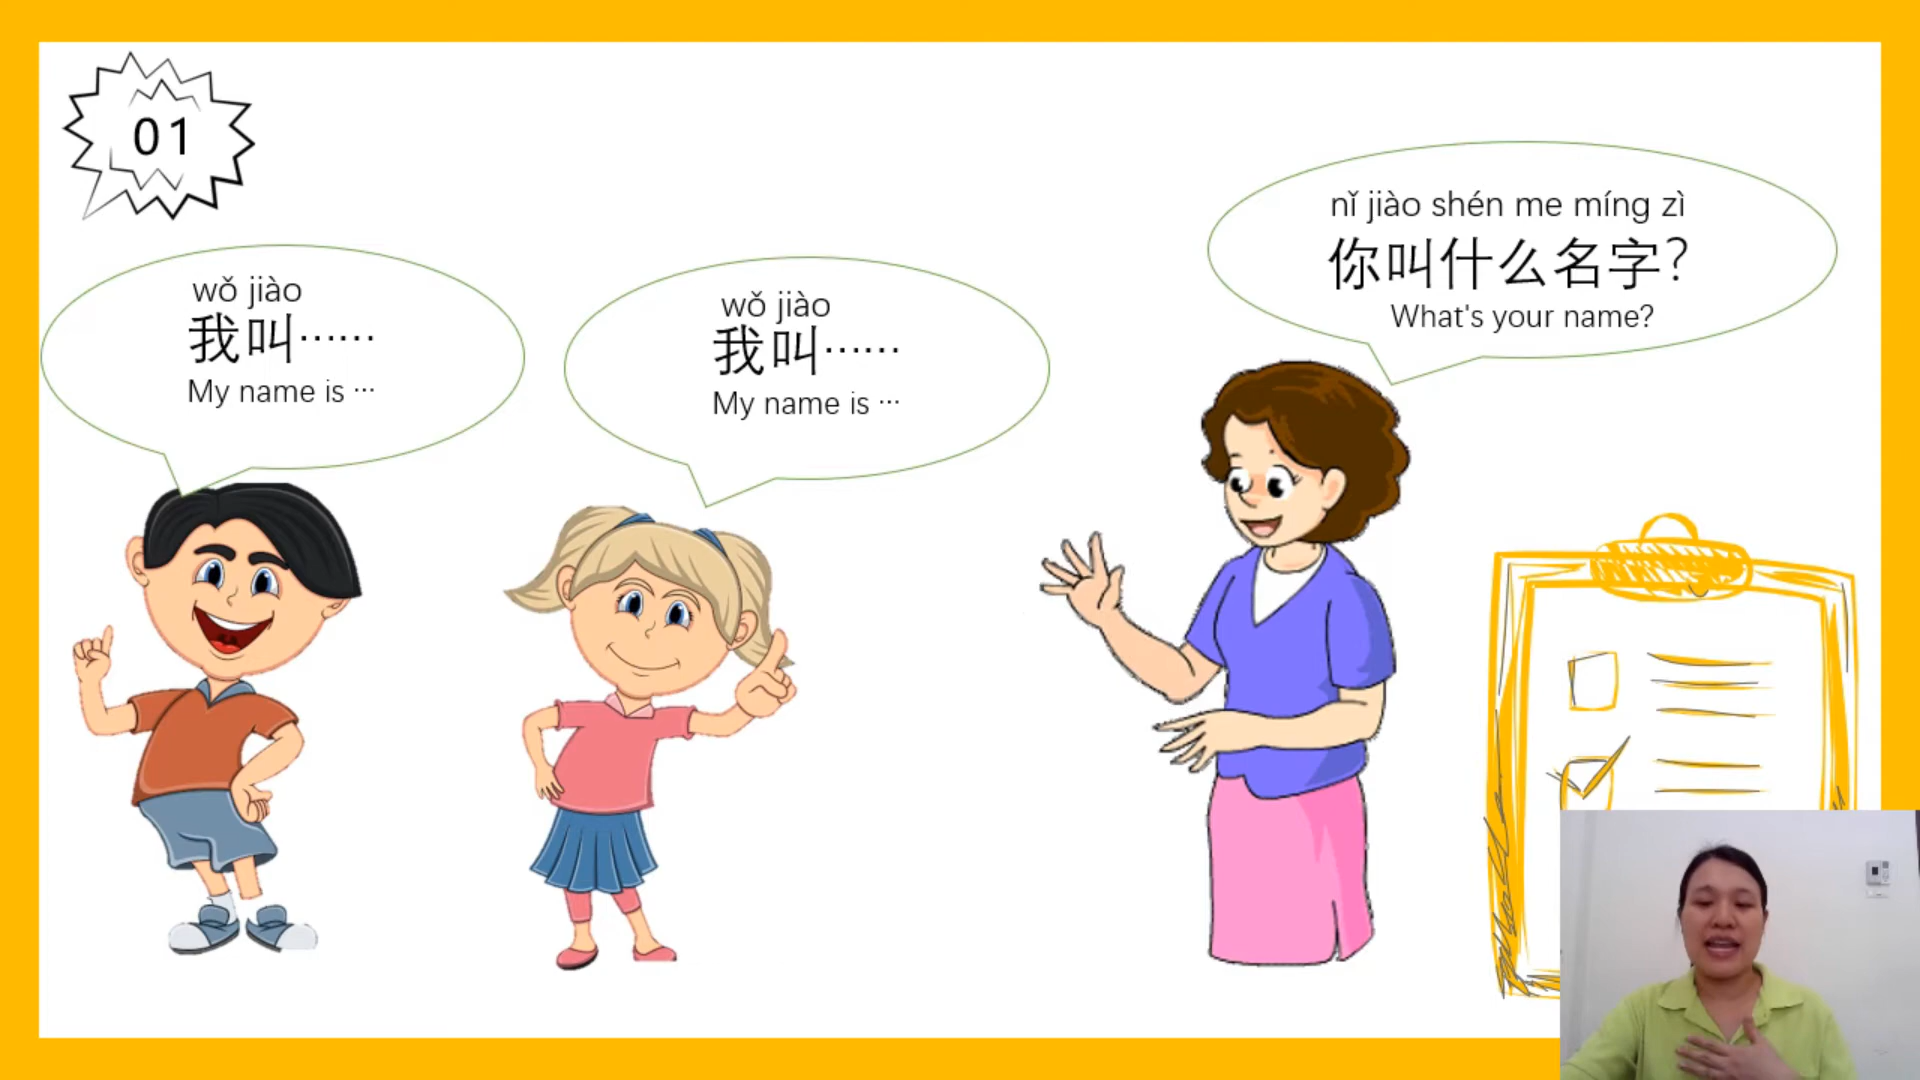 01
wǒ jiào
我叫……
My name is …
wǒ jiào
我叫……
My name is …
nǐ jiào shén me míng zì
你叫什么名字?
What's your name?